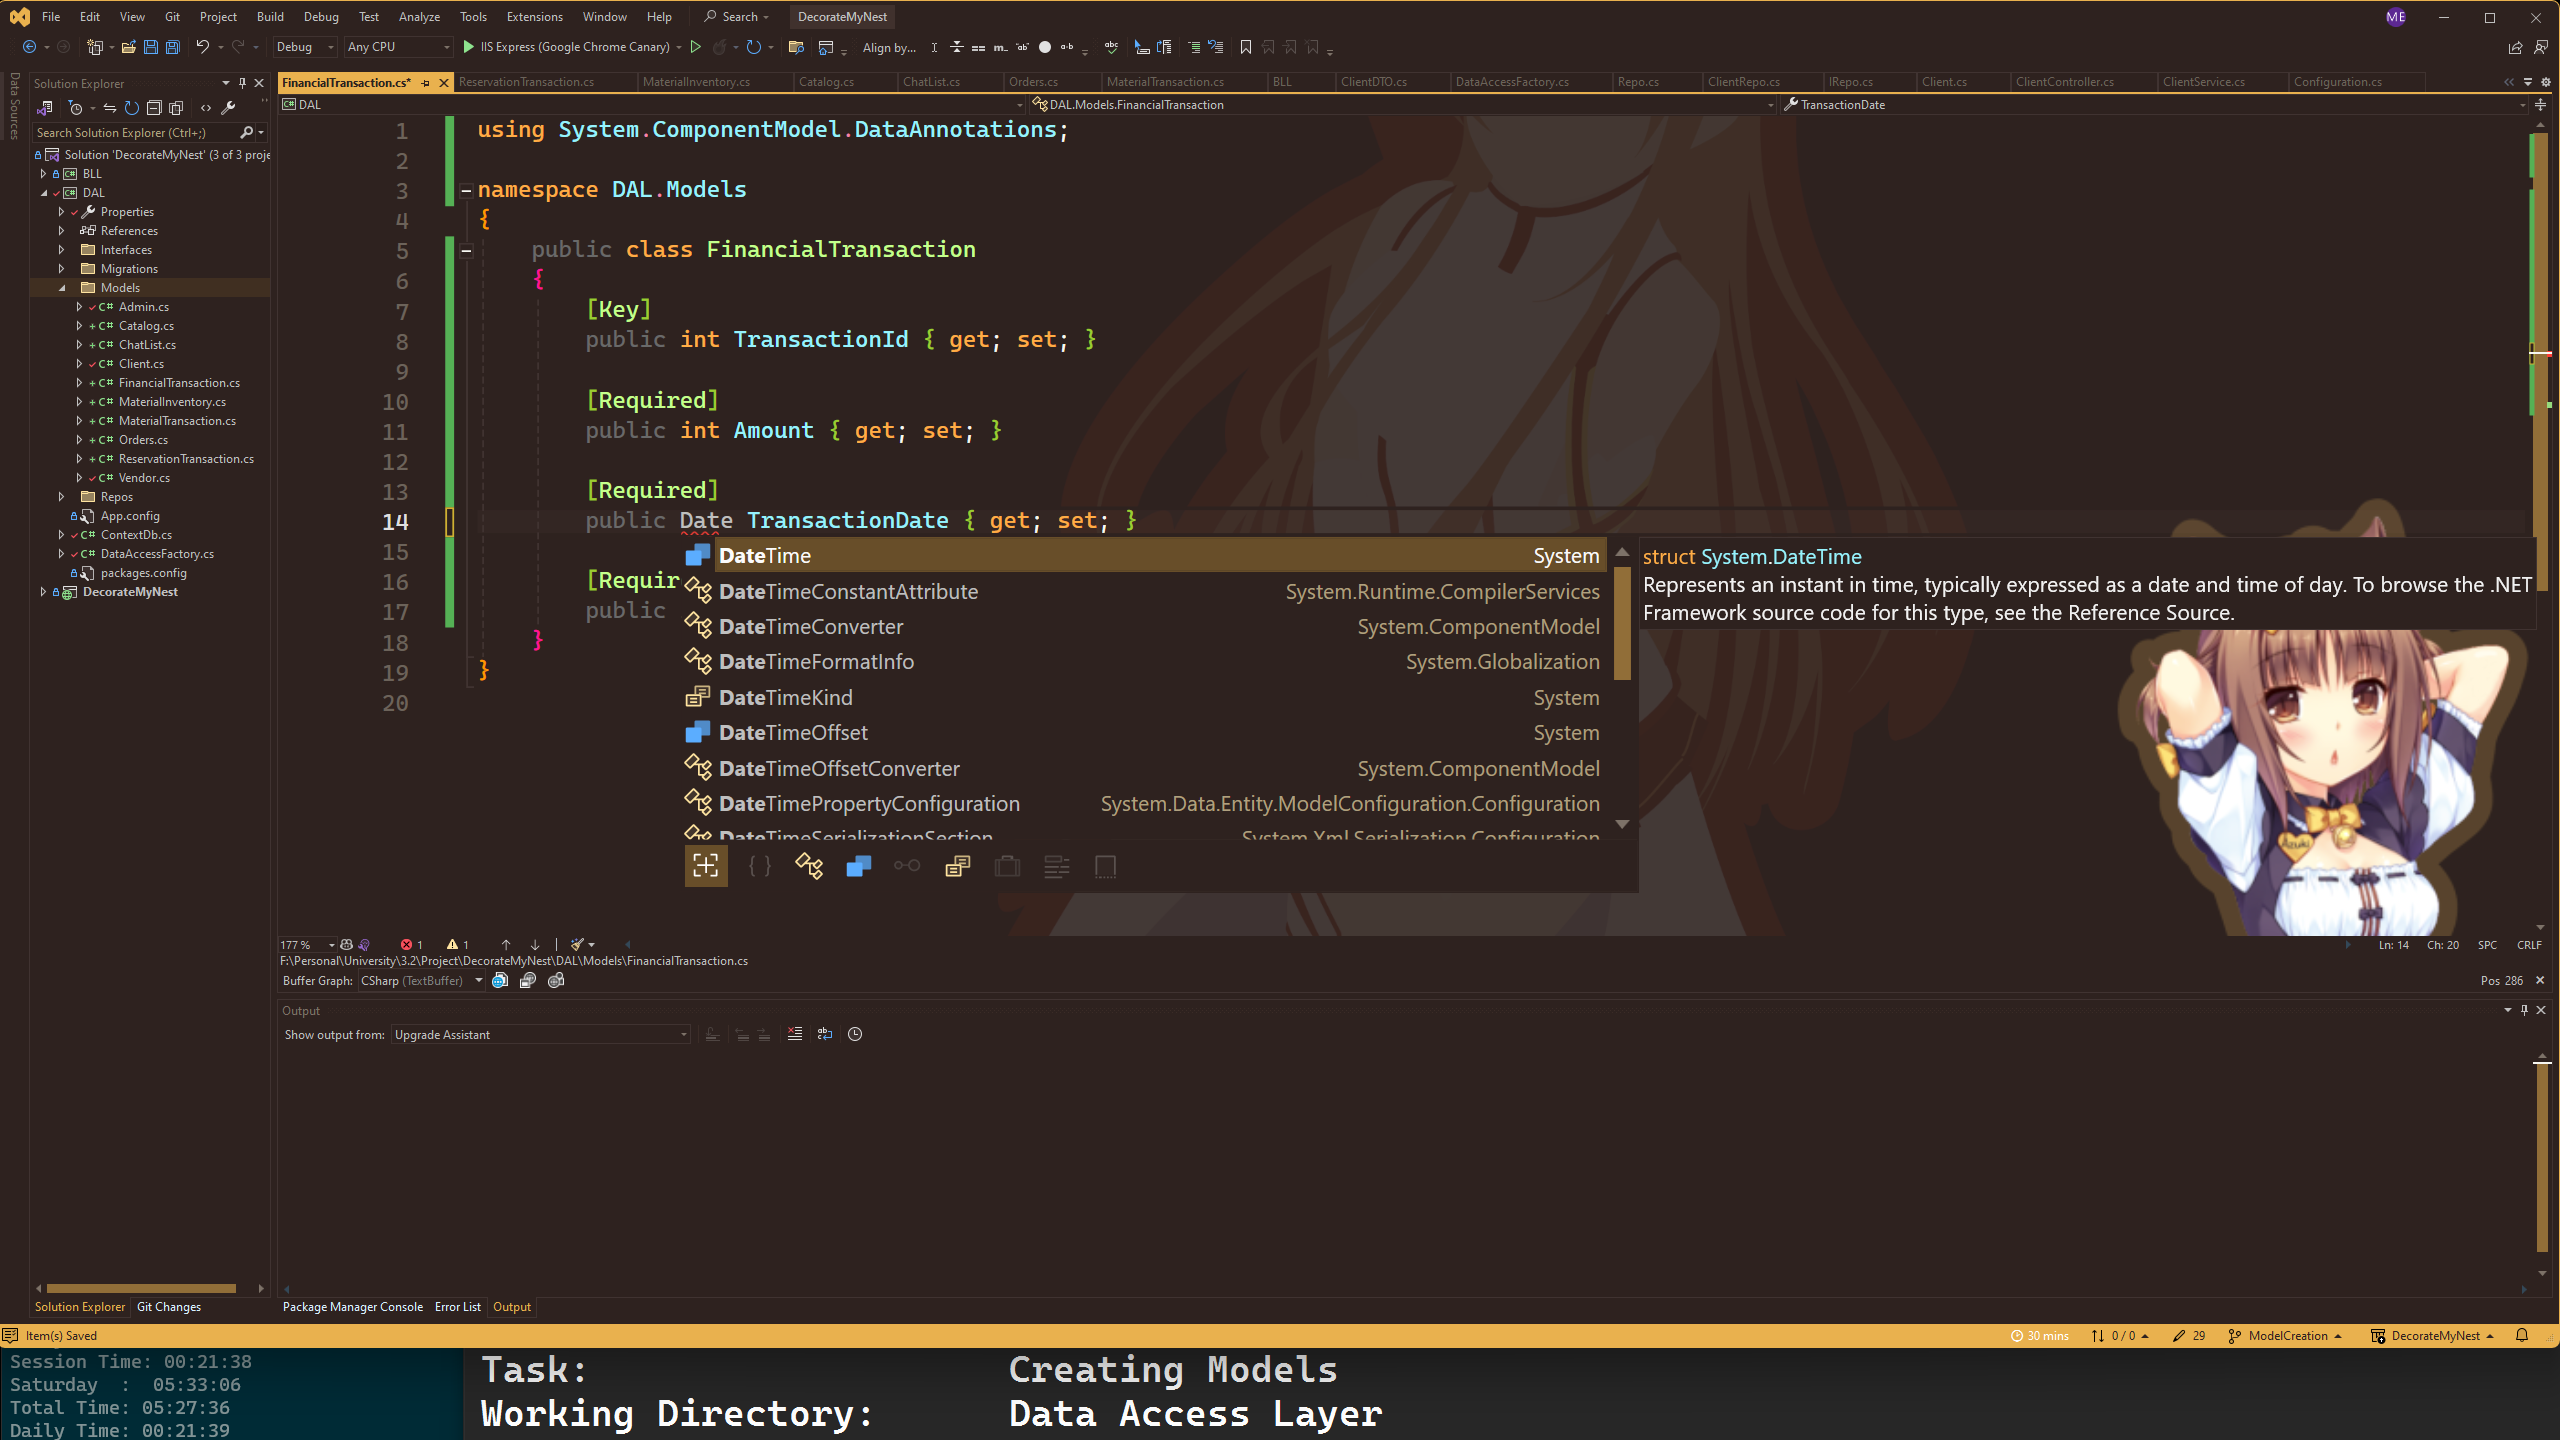 File Edit View Git Project Build Debug Test Analyze Tools Extensions Window Help Search DecorateMyNest ME
Debug Any CPU IIS Express (Google Chrome Canary) Align by...
Data Sources
Solution Explorer
Search Solution Explorer (Ctrl+;)
Solution 'DecorateMyNest' (3 of 3 proje
BLL
DAL
Properties
References
Interfaces
Migrations
Models
C# Admin.cs
C# Catalog.cs
C# ChatList.cs
C# Client.cs
C# FinancialTransaction.cs
C# MaterialInventory.cs
C# MaterialTransaction.cs
C# Orders.cs
C# ReservationTransaction.cs
C# Vendor.cs
Repos
App.config
C# ContextDb.cs
C# DataAccessFactory.cs
packages.config
DecorateMyNest
Solution Explorer Git Changes
FinancialTransaction.cs* ReservationTransaction.cs MaterialInventory.cs Catalog.cs ChatList.cs Orders.cs MaterialTransaction.cs BLL ClientDTO.cs DataAccessFactory.cs Repo.cs ClientRepo.cs IRepo.cs Client.cs ClientController.cs ClientService.cs Configuration.cs
DAL DAL.Models.FinancialTransaction TransactionDate
1 using System.ComponentModel.DataAnnotations;
2
3 namespace DAL.Models
4 {
5 public class FinancialTransaction
6 {
7 [Key]
8 public int TransactionId { get; set; }
9
10 [Required]
11 public int Amount { get; set; }
12
13 [Required]
14 public Date TransactionDate { get; set; }
15
16 [Requir
17 public
18 }
19 }
20
DateTime System
DateTimeConstantAttribute System.Runtime.CompilerServices
DateTimeConverter System.ComponentModel
DateTimeFormatInfo System.Globalization
DateTimeKind System
DateTimeOffset System
DateTimeOffsetConverter System.ComponentModel
DateTimePropertyConfiguration System.Data.Entity.ModelConfiguration.Configuration
DateTimeSerializationSection System.Xml.Serialization.Configuration
struct System.DateTime
Represents an instant in time, typically expressed as a date and time of day. To browse the .NET
Framework source code for this type, see the Reference Source.
Azuki
177 % 1 1 Ln: 14 Ch: 20 SPC CRLF
F:\Personal\University\3.2\Project\DecorateMyNest\DAL\Models\FinancialTransaction.cs
Buffer Graph: CSharp (TextBuffer) Pos 286
Output
Show output from: Upgrade Assistant
Package Manager Console Error List Output
Item(s) Saved 30 mins 0 / 0 29 ModelCreation DecorateMyNest
Session Time: 00:21:38
Saturday : 05:33:06
Total Time: 05:27:36
Daily Time: 00:21:39
Task: Creating Models
Working Directory: Data Access Layer